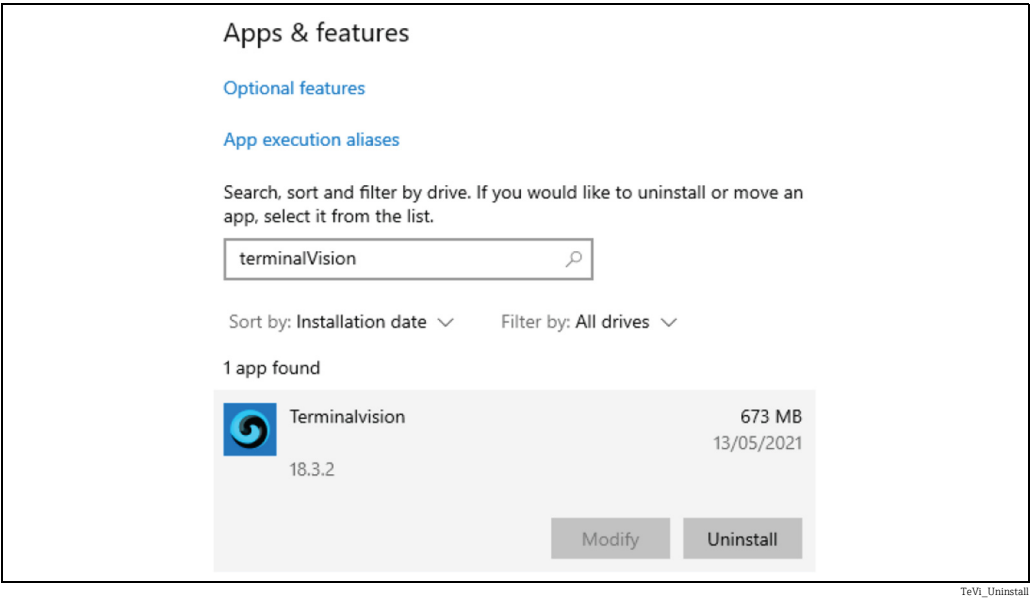 Apps & features
Optional features
App execution aliases
Search, sort and filter by drive. If you would like to uninstall or move an
app, select it from the list.
terminalVision
Sort by: Installation date Filter by: All drives
1 app found
Terminalvision 673 MB
13/05/2021
18.3.2
Modify Uninstall
TeVi_Uninstall